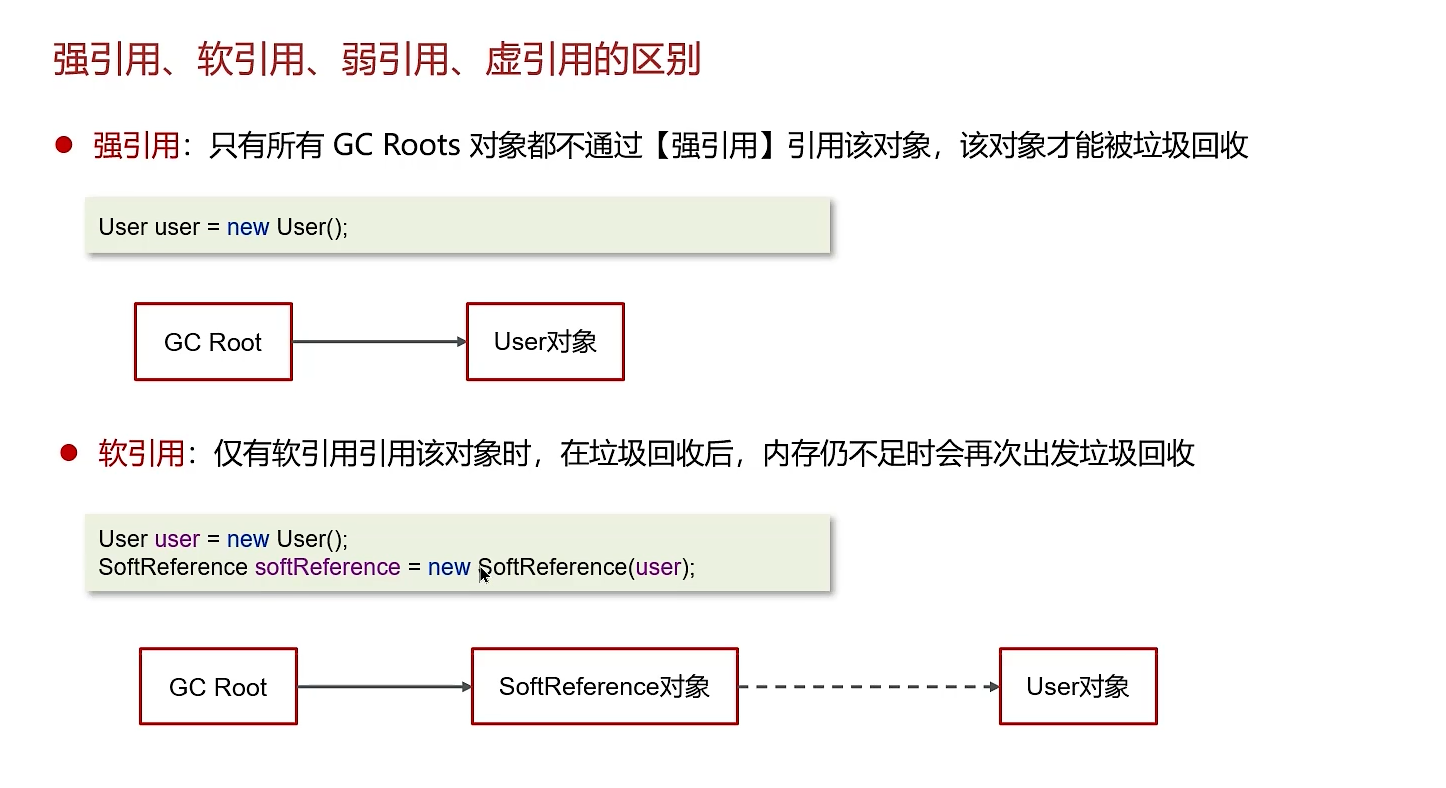 强引用、软引用、弱引用、虚引用的区别
强引用：只有所有 GC Roots 对象都不通过【强引用】引用该对象，该对象才能被垃圾回收
User user = new User();
GC Root
User对象
软引用：仅有软引用引用该对象时，在垃圾回收后，内存仍不足时会再次出发垃圾回收
User user = new User();
SoftReference softReference = new SoftReference(user);
GC Root
SoftReference对象
User对象